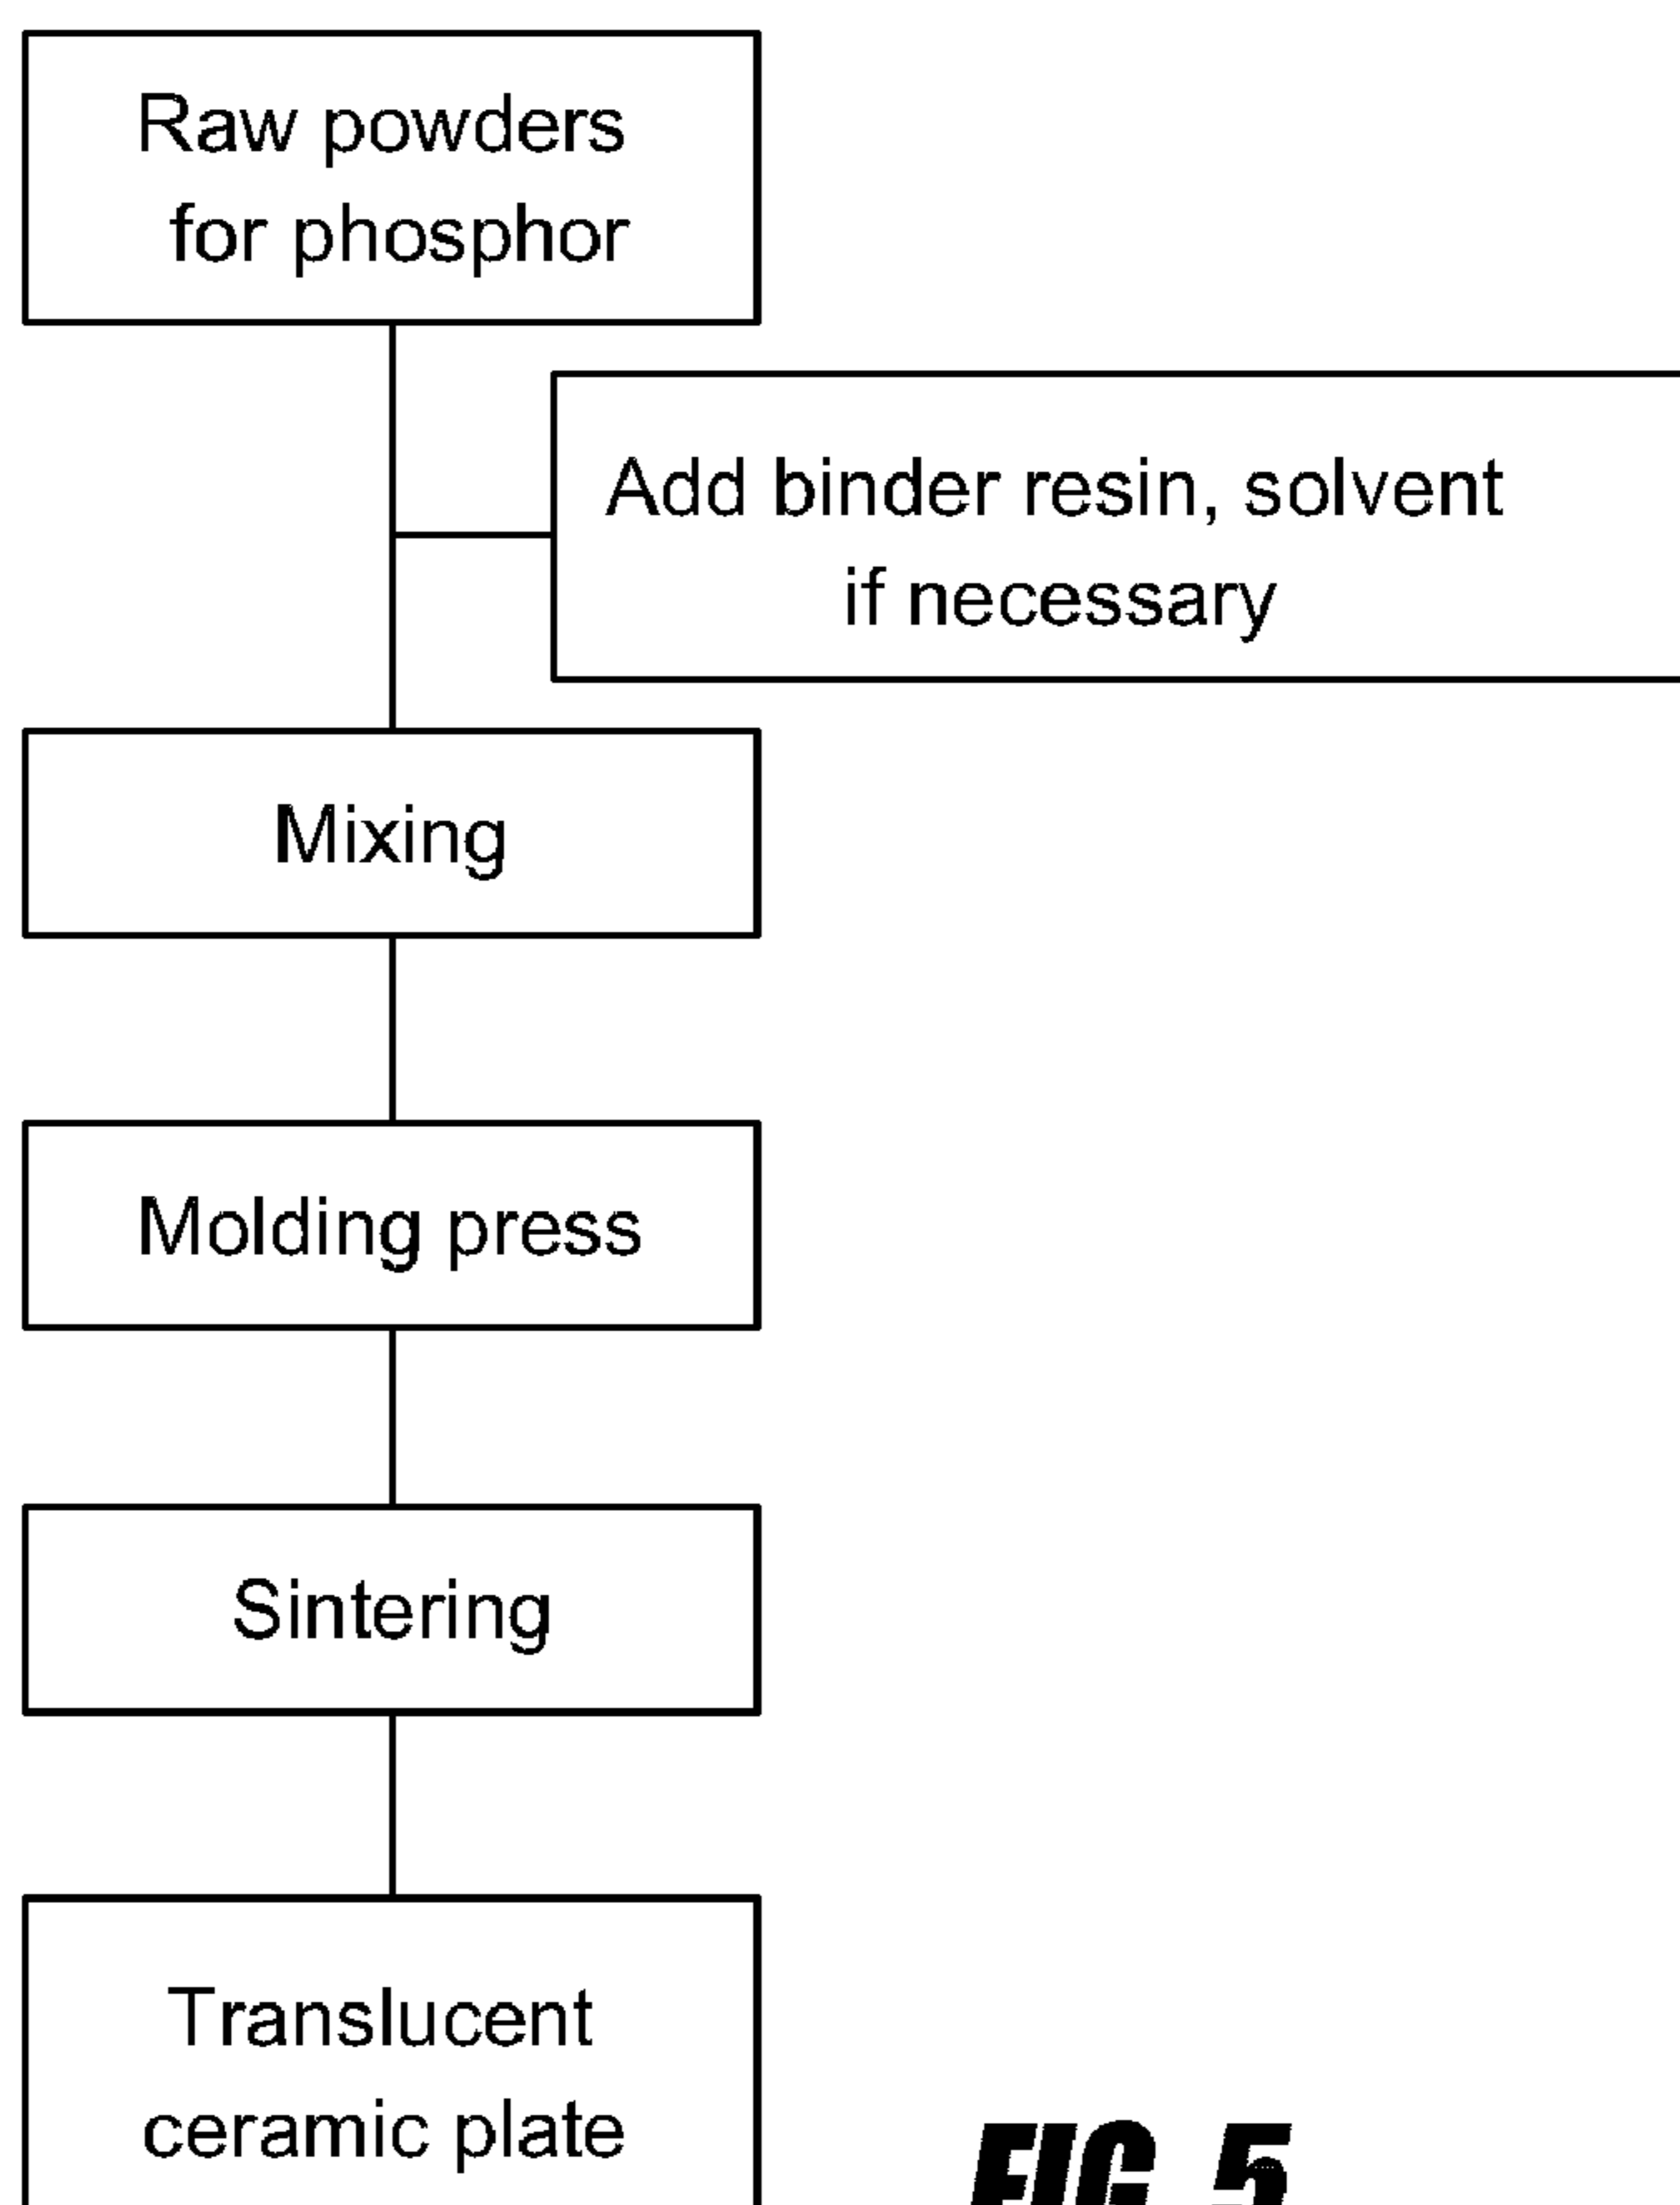 Raw powders
for phosphor
Add binder resin, solvent
if necessary
Mixing
Molding press
Sintering
Translucent
ceramic plate
FIG. 5